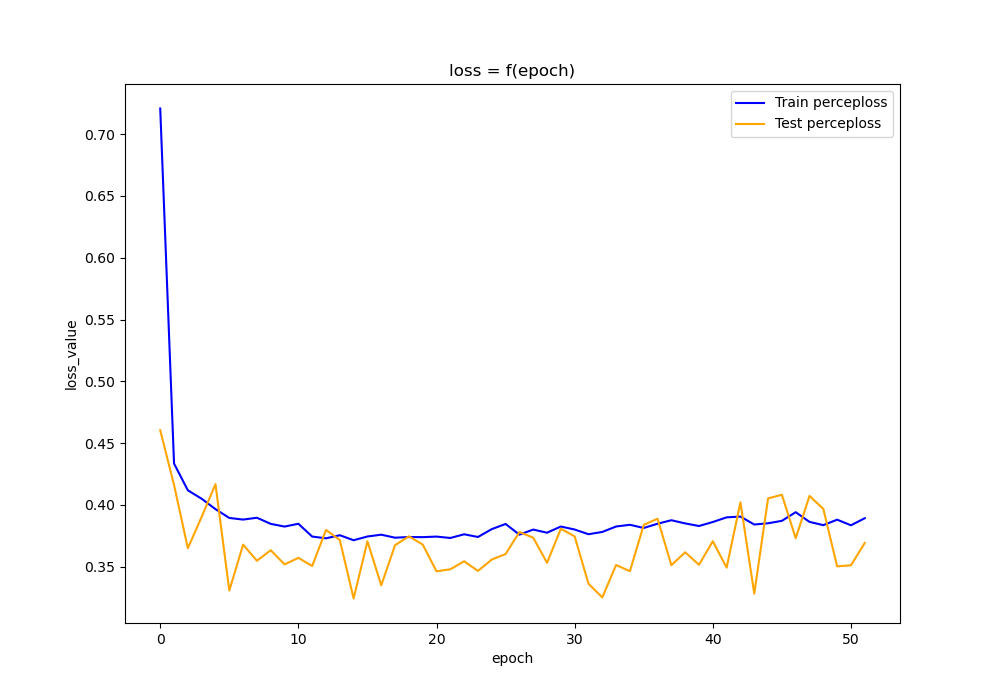 loss = f(epoch)
Train perceploss
Test perceploss
0.70
0.65
0.60
0.55
0.50
0.45
0.40
0.35
loss_value
0 10 20 30 40 50
epoch